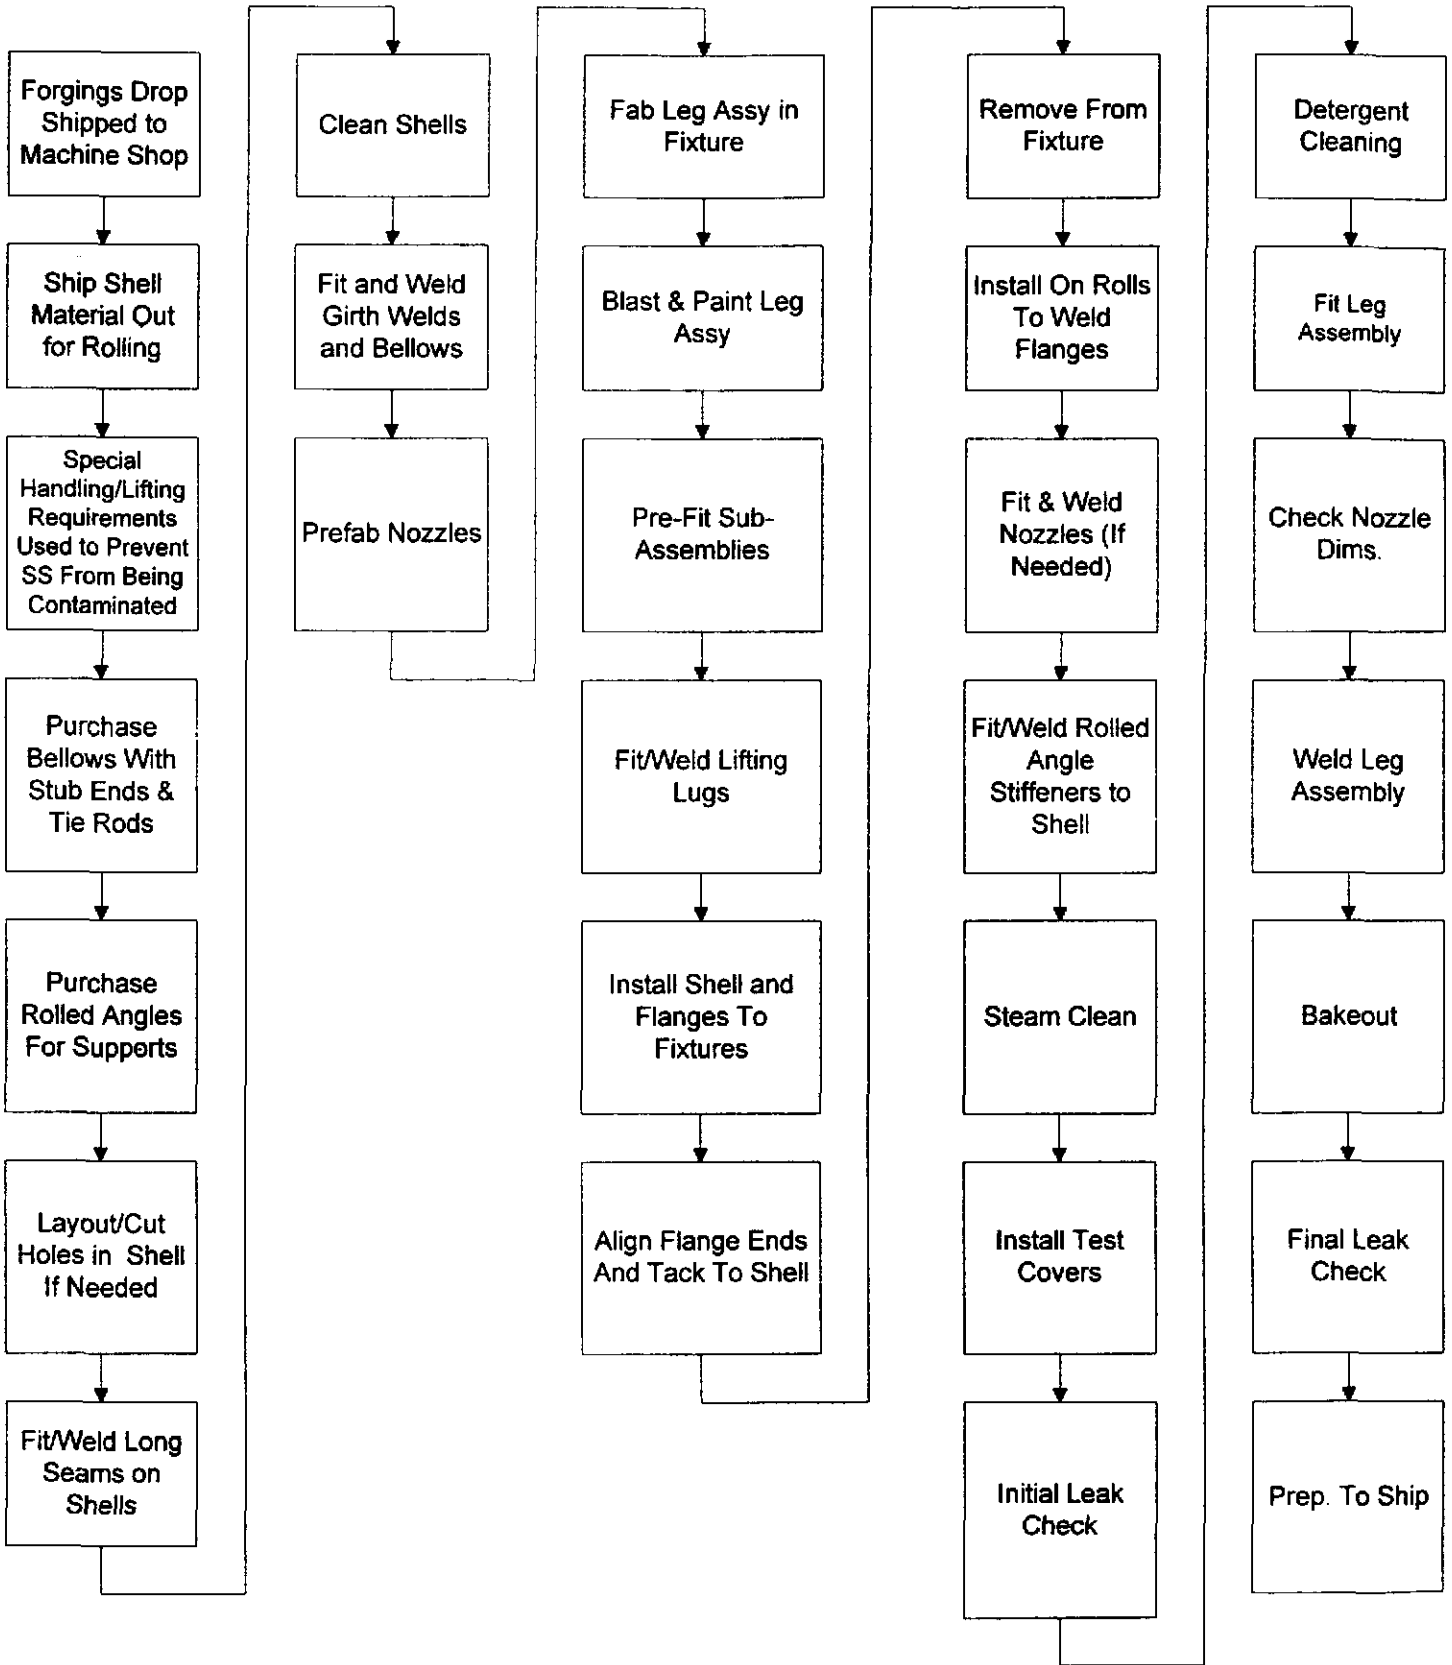 Forgings Drop
Shipped to
Machine Shop
Ship Shell
Material Out
for Rolling
Special
Handling/Lifting
Requirements
Used to Prevent
SS From Being
Contaminated
Purchase
Bellows With
Stub Ends &
Tie Rods
Purchase
Rolled Angles
For Supports
Layout/Cut
Holes in Shell
If Needed
Fit/Weld Long
Seams on
Shells
Clean Shells
Fit and Weld
Girth Welds
and Bellows
Prefab Nozzles
Fab Leg Assy in
Fixture
Blast & Paint Leg
Assy
Pre-Fit Sub-
Assemblies
Fit/Weld Lifting
Lugs
Install Shell and
Flanges To
Fixtures
Align Flange Ends
And Tack To Shell
Remove From
Fixture
Install On Rolls
To Weld
Flanges
Fit & Weld
Nozzles (If
Needed)
Fit/Weld Rolled
Angle
Stiffeners to
Shell
Steam Clean
Install Test
Covers
Initial Leak
Check
Detergent
Cleaning
Fit Leg
Assembly
Check Nozzle
Dims.
Weld Leg
Assembly
Bakeout
Final Leak
Check
Prep. To Ship